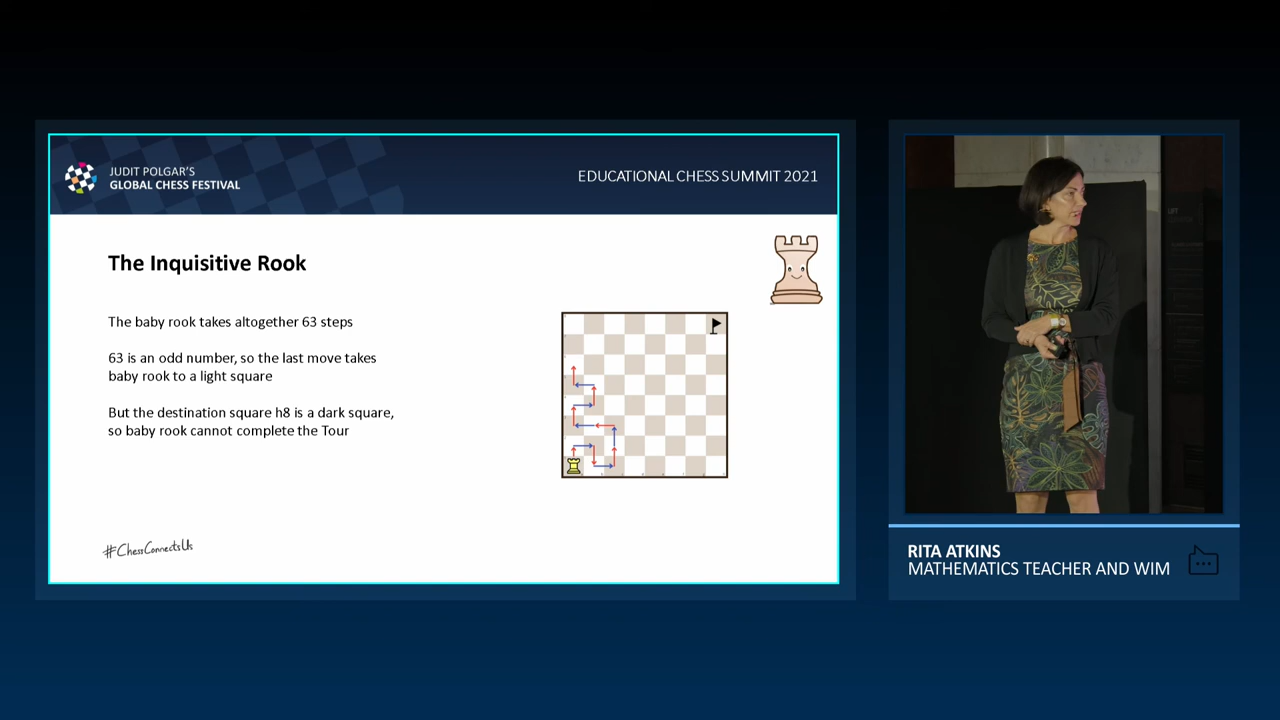 JUDIT POLGAR'S
GLOBAL CHESS FESTIVAL
EDUCATIONAL CHESS SUMMIT 2021
The Inquisitive Rook
The baby rook takes altogether 63 steps
63 is an odd number, so the last move takes
baby rook to a light square
But the destination square h8 is a dark square,
so baby rook cannot complete the Tour
#ChessConnectsUs
RITA ATKINS
MATHEMATICS TEACHER AND WIM